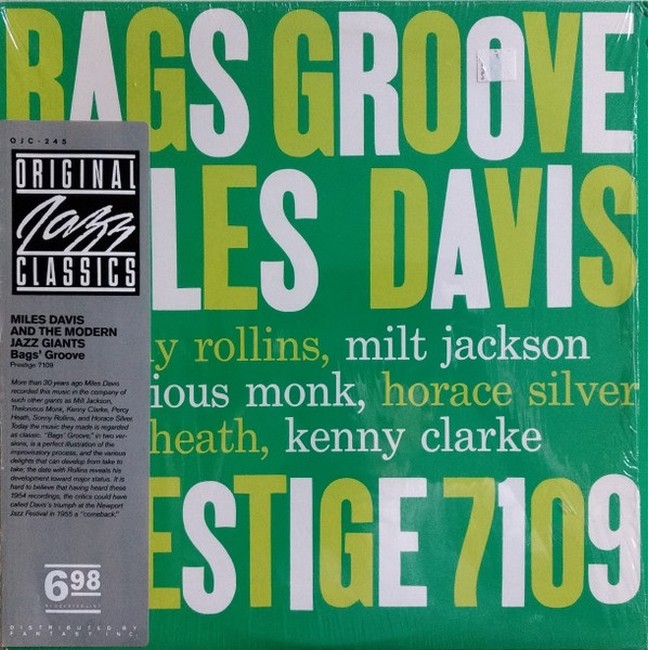 BAGS GROOVE
LES DAVIS
ly rollins, milt jackson
ious monk, horace silver
heath, kenny clarke
ESTIGE 7109
OJC-245
ORIGINAL
Jazz
CLASSICS
MILES DAVIS
AND THE MODERN
JAZZ GIANTS
Bags' Groove
Prestige 7109
More than 30 years ago Miles Davis
recorded this music in the company of
such other giants as Milt Jackson,
Thelonious Monk, Kenny Clarke, Percy
Heath, Sonny Rollins, and Horace Silver.
Today the music they made is regarded
as classic. "Bags' Groove," in two ver-
sions, is a perfect illustration of the
improvisatory process, and the various
delights that can develop from take to
take; the date with Rollins reveals his
development toward major status. It is
hard to believe that having heard these
1954 recordings, the critics could have
called Davis's triumph at the Newport
Jazz Festival in 1955 a "comeback."
698
SUGGESTED LIST
DISTRIBUTED BY
FANTASY INC.